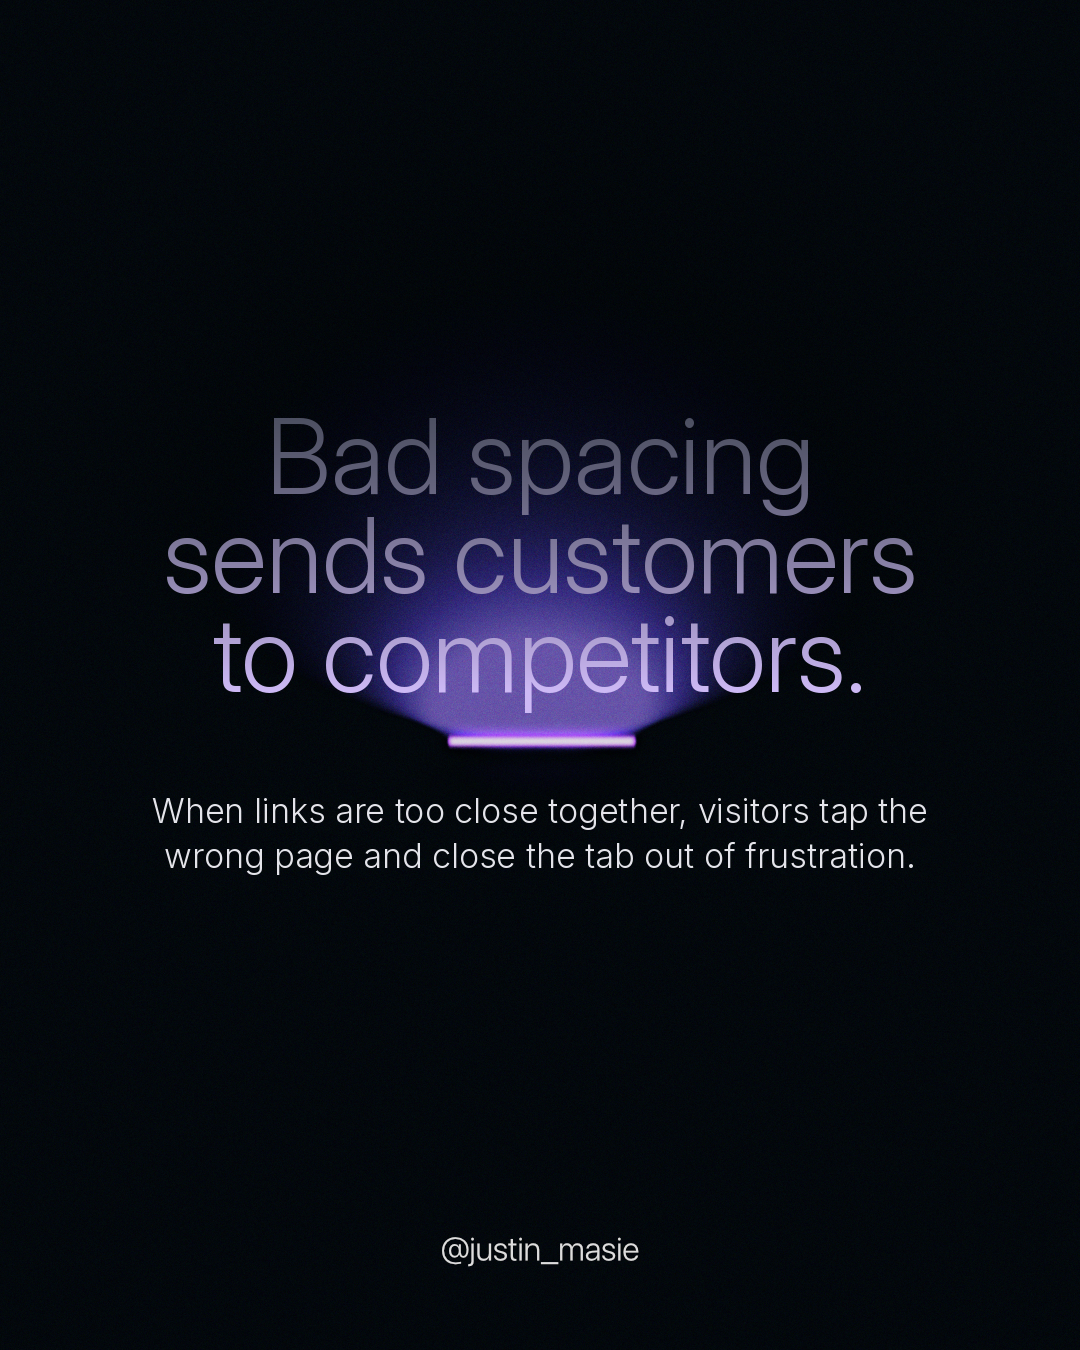 Bad spacing
sends customers
to competitors.
When links are too close together, visitors tap the
wrong page and close the tab out of frustration.
@justin_masie